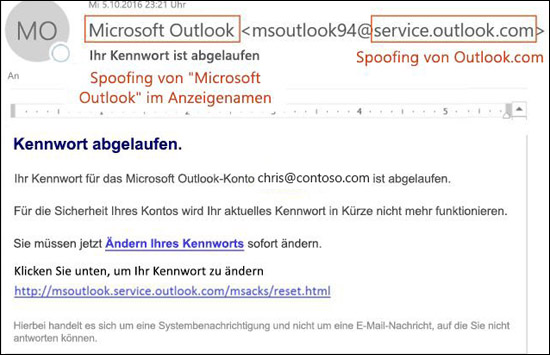 Mi 5.10.2016 23:21 Uhr
MO
Microsoft Outlook <msoutlook94@service.outlook.com>
Ihr Kennwort ist abgelaufen
Spoofing von Outlook.com
An
Spoofing von "Microsoft
Outlook" im Anzeigenamen
1 2 3 4 5
Kennwort abgelaufen.
Ihr Kennwort für das Microsoft Outlook-Konto chris@contoso.com ist abgelaufen.
Für die Sicherheit Ihres Kontos wird Ihr aktuelles Kennwort in Kürze nicht mehr funktionieren.
Sie müssen jetzt Ändern Ihres Kennworts sofort ändern.
Klicken Sie unten, um Ihr Kennwort zu ändern
http://msoutlook.service.outlook.com/msacks/reset.html
Hierbei handelt es sich um eine Systembenachrichtigung und nicht um eine E-Mail-Nachricht, auf die Sie nicht
antworten können.